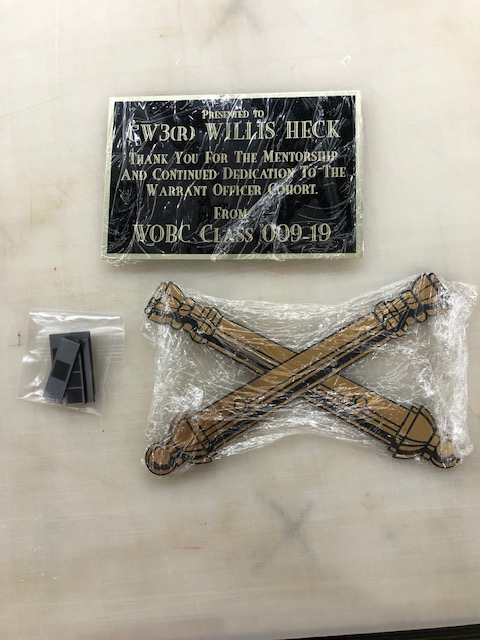 PRESENTED TO
CW3(R) WILLIS HECK
THANK YOU FOR THE MENTORSHIP
AND CONTINUED DEDICATION TO THE
WARRANT OFFICER COHORT.
FROM
WOBC CLASS 009-19